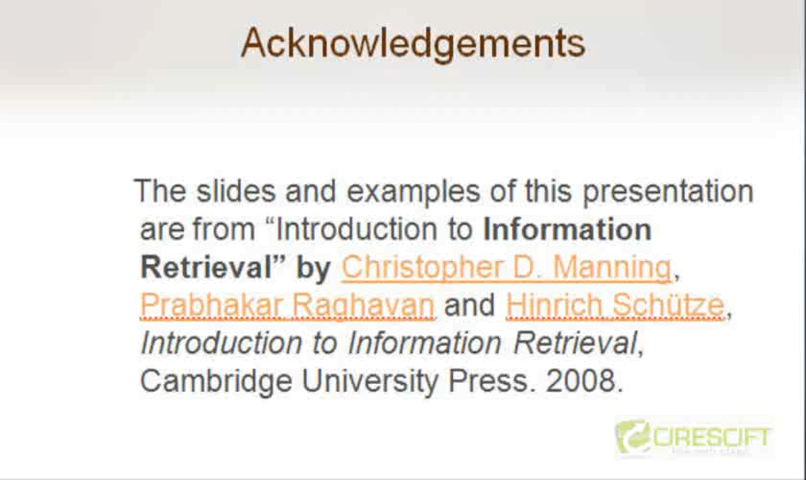 Acknowledgements
The slides and examples of this presentation
are from “Introduction to Information
Retrieval” by Christopher D. Manning,
Prabhakar Raghavan and Hinrich Schütze,
Introduction to Information Retrieval,
Cambridge University Press. 2008.